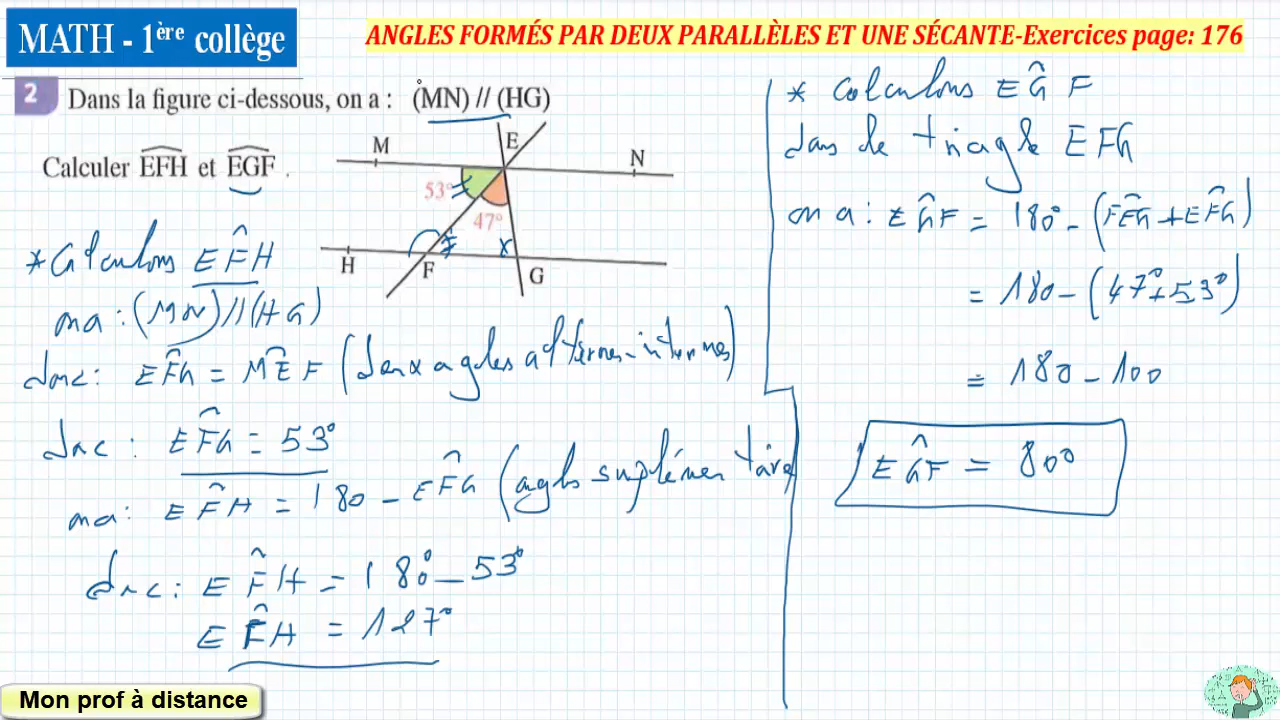 MATH - 1ère collège
ANGLES FORMÉS PAR DEUX PARALLÈLES ET UNE SÉCANTE-Exercices page: 176
2 Dans la figure ci-dessous, on a : (MN) // (HG)
Calculer EFH et EGF .
M
E
N
53°
47°
H
F
G
* Calculons EFH
on a : (MN) // (HG)
donc : EFG = MEF (deux angles alternes-internes)
donc : EFG = 53°
on a : EFH = 180 - EFG (angles suplémentaire
donc : EFH = 180° - 53°
EFH = 127°
* Calculons EGF
dans le triagle EFG
on a : EGF = 180° - (FEG + EFG)
= 180 - (47° + 53°)
= 180 - 100
EGF = 80°
Mon prof à distance